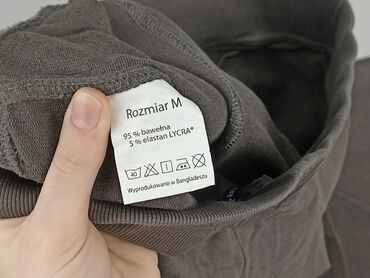 Rozmiar M
95 % bawełna
5 % elastan LYCRA®
40
Wyprodukowano w Bangladeszu